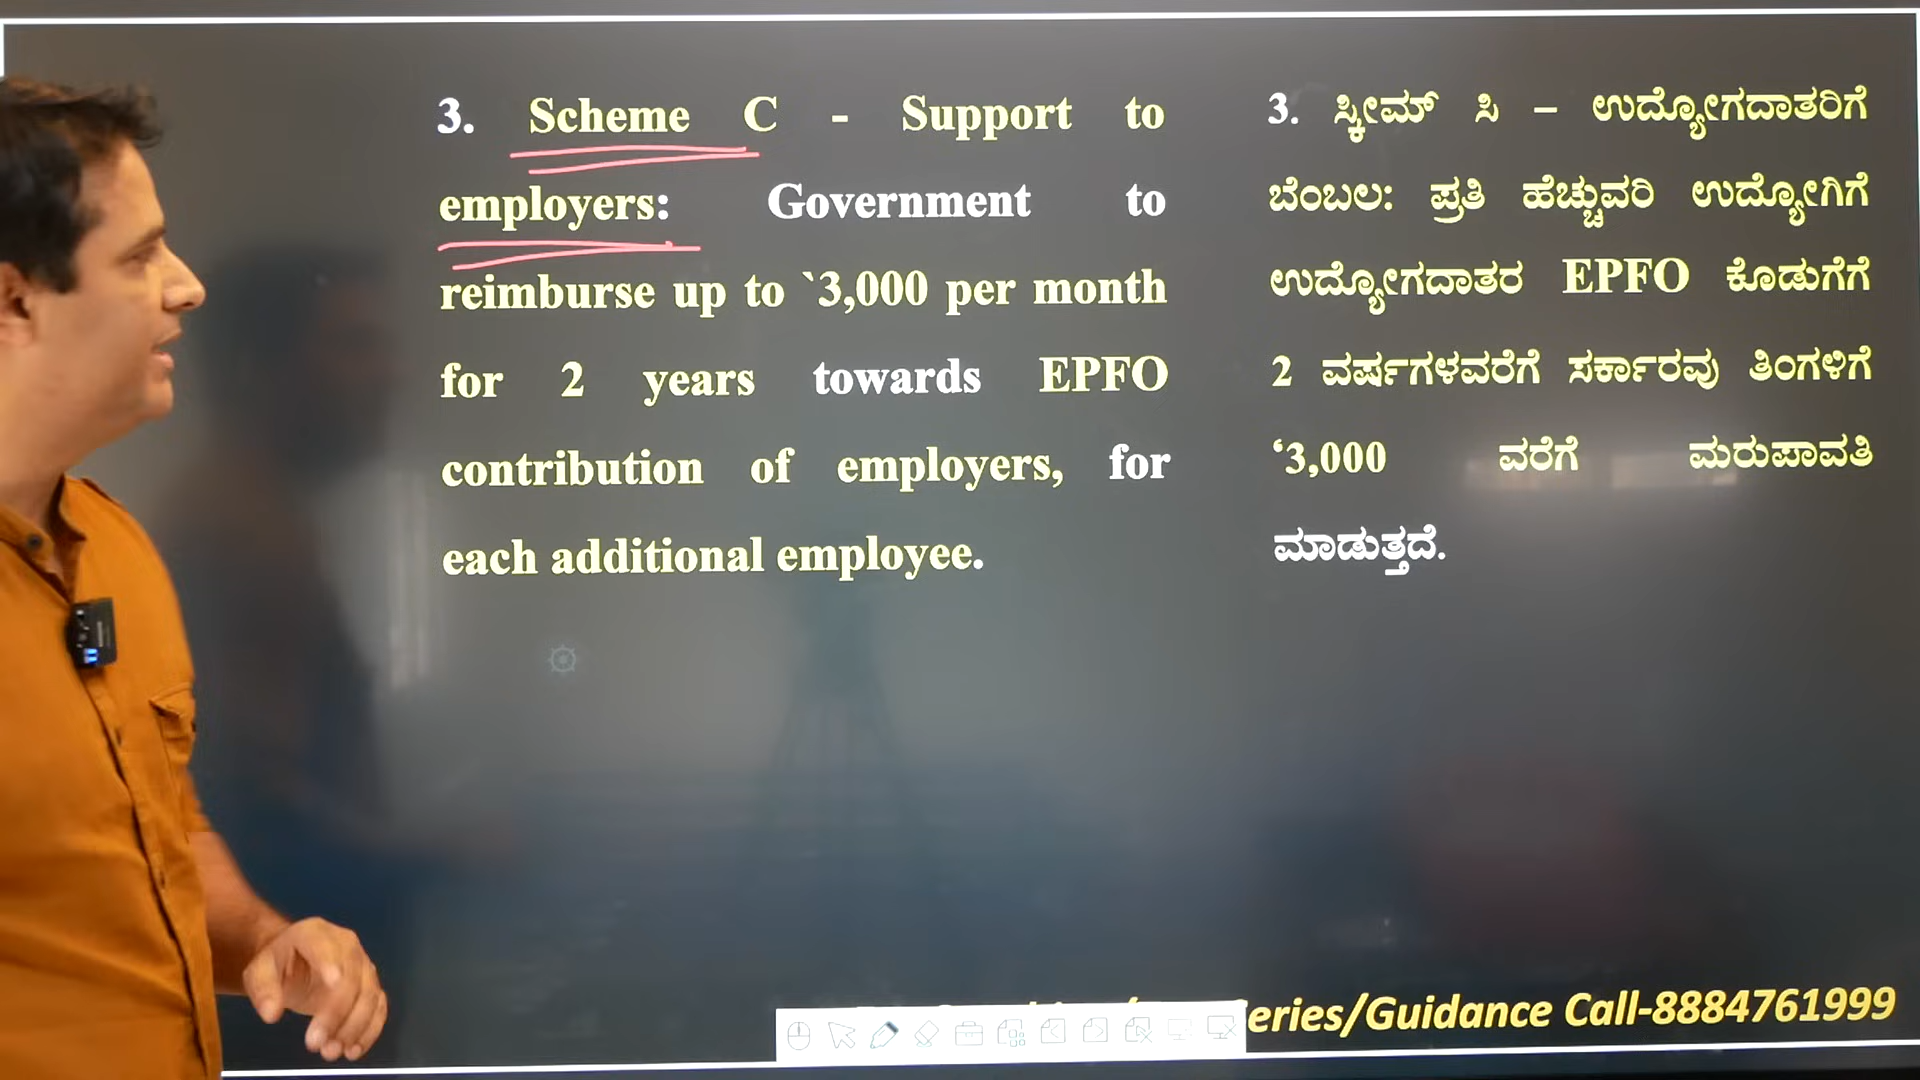 3. Scheme C - Support to
employers: Government to
reimburse up to `3,000 per month
for 2 years towards EPFO
contribution of employers, for
each additional employee.
3. ಸ್ಕೀಮ್ ಸಿ – ಉದ್ಯೋಗದಾತರಿಗೆ
ಬೆಂಬಲ: ಪ್ರತಿ ಹೆಚ್ಚುವರಿ ಉದ್ಯೋಗಿಗೆ
ಉದ್ಯೋಗದಾತರ EPFO ಕೊಡುಗೆಗೆ
2 ವರ್ಷಗಳವರೆಗೆ ಸರ್ಕಾರವು ತಿಂಗಳಿಗೆ
‘3,000 ವರೆಗೆ ಮರುಪಾವತಿ
ಮಾಡುತ್ತದೆ.
eries/Guidance Call-8884761999